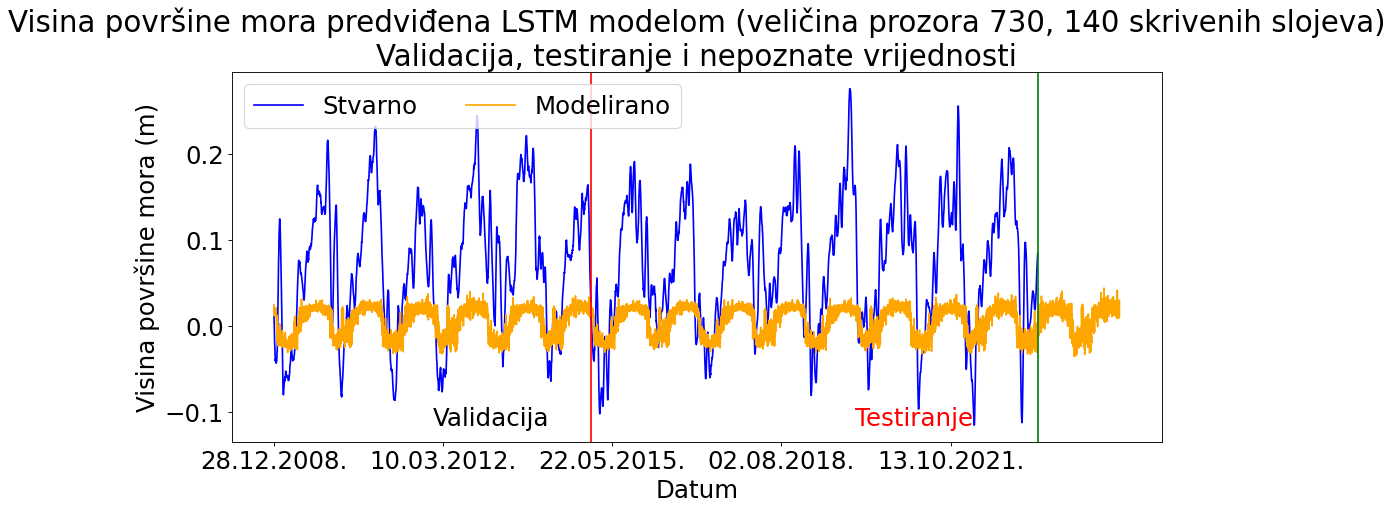 Visina površine mora predviđena LSTM modelom (veličina prozora 730, 140 skrivenih slojeva)
Validacija, testiranje i nepoznate vrijednosti
Stvarno Modelirano
Visina površine mora (m)
0.2
0.1
0.0
−0.1
Validacija Testiranje
28.12.2008. 10.03.2012. 22.05.2015. 02.08.2018. 13.10.2021.
Datum